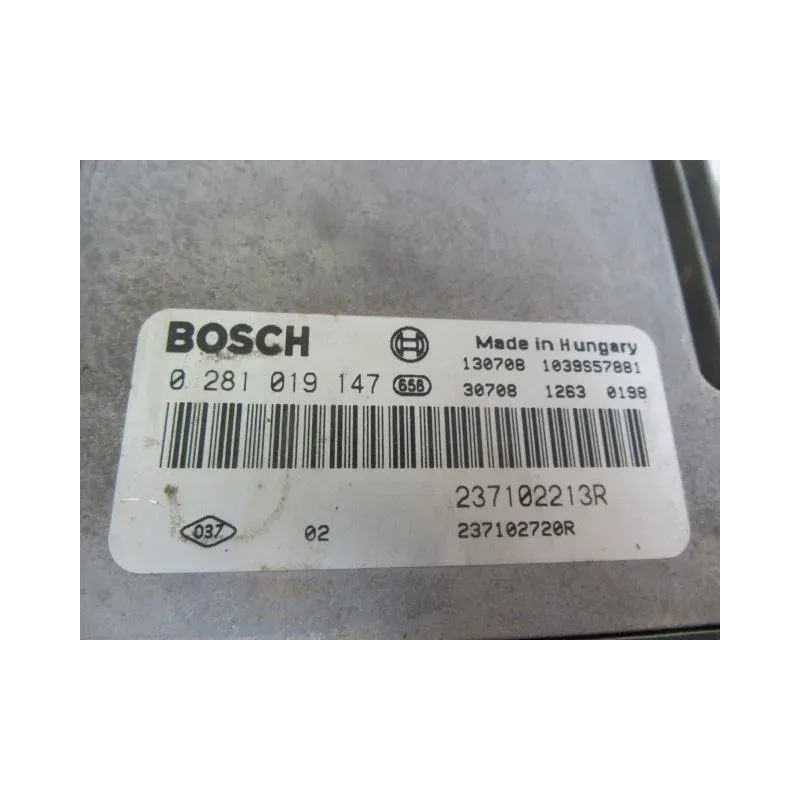 BOSCH
Made in Hungary
130708 1039S57881
0 281 019 147 658
30708 1263 0198
237102213R
037 02 237102720R